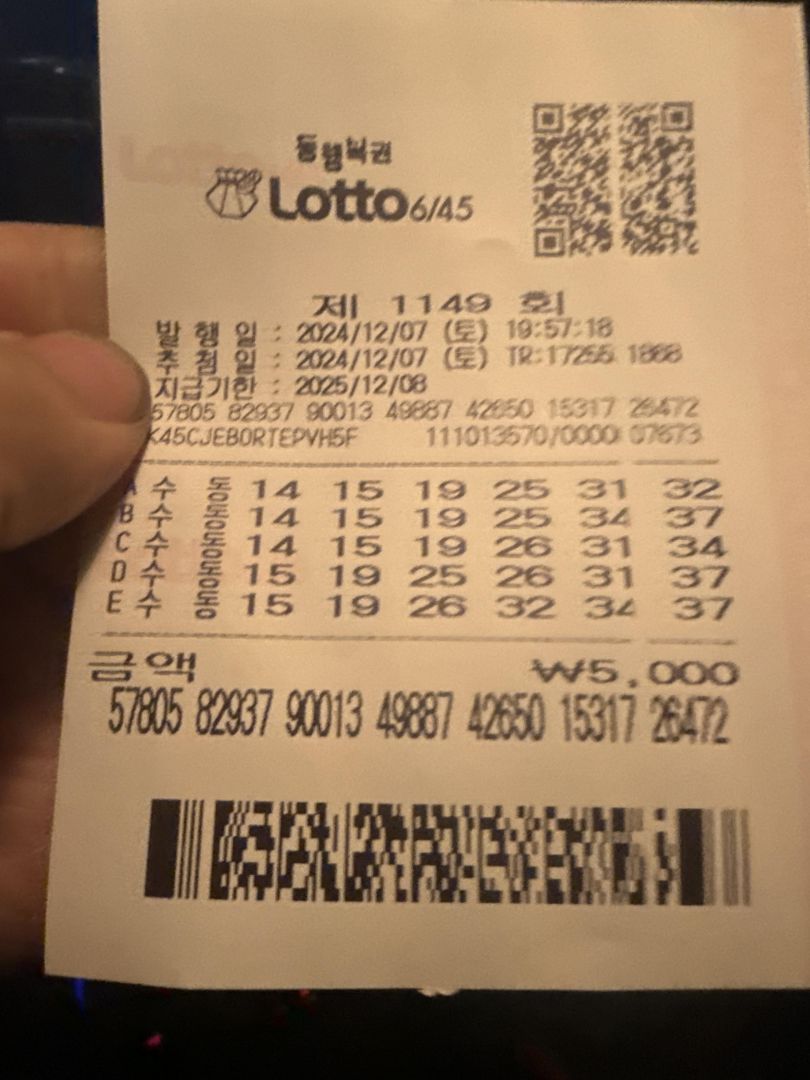 동행복권
Lotto 6/45
제 1149 회
발 행 일 : 2024/12/07 (토) 19:57:18
추 첨 일 : 2024/12/07 (토) TR:17255 1868
지급기한 : 2025/12/08
57805 82937 90013 49887 42650 15317 26472
K45CJEBORTEPVH5F 111013570/0000 07673
A 수 동 14 15 19 25 31 32
B 수 동 14 15 19 25 34 37
C 수 동 14 15 19 26 31 34
D 수 동 15 19 25 26 31 37
E 수 동 15 19 26 32 34 37
금액 ₩5,000
57805 82937 90013 49887 42650 15317 26472